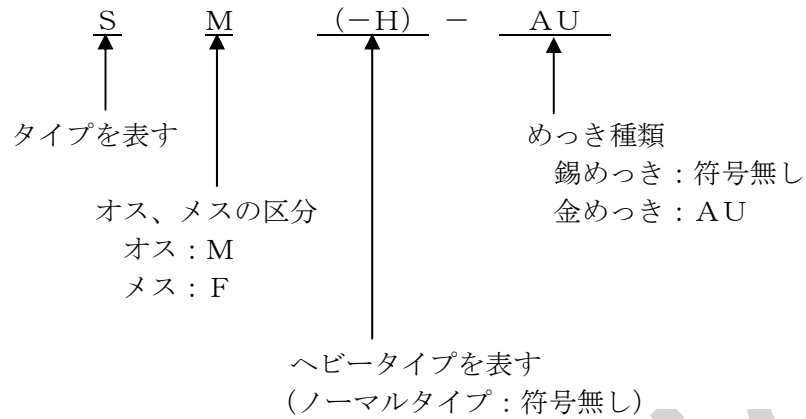 S M （－H） － AU
タイプを表す
めっき種類
錫めっき：符号無し
金めっき：AU
オス、メスの区分
オス：M
メス：F
ヘビータイプを表す
（ノーマルタイプ：符号無し）